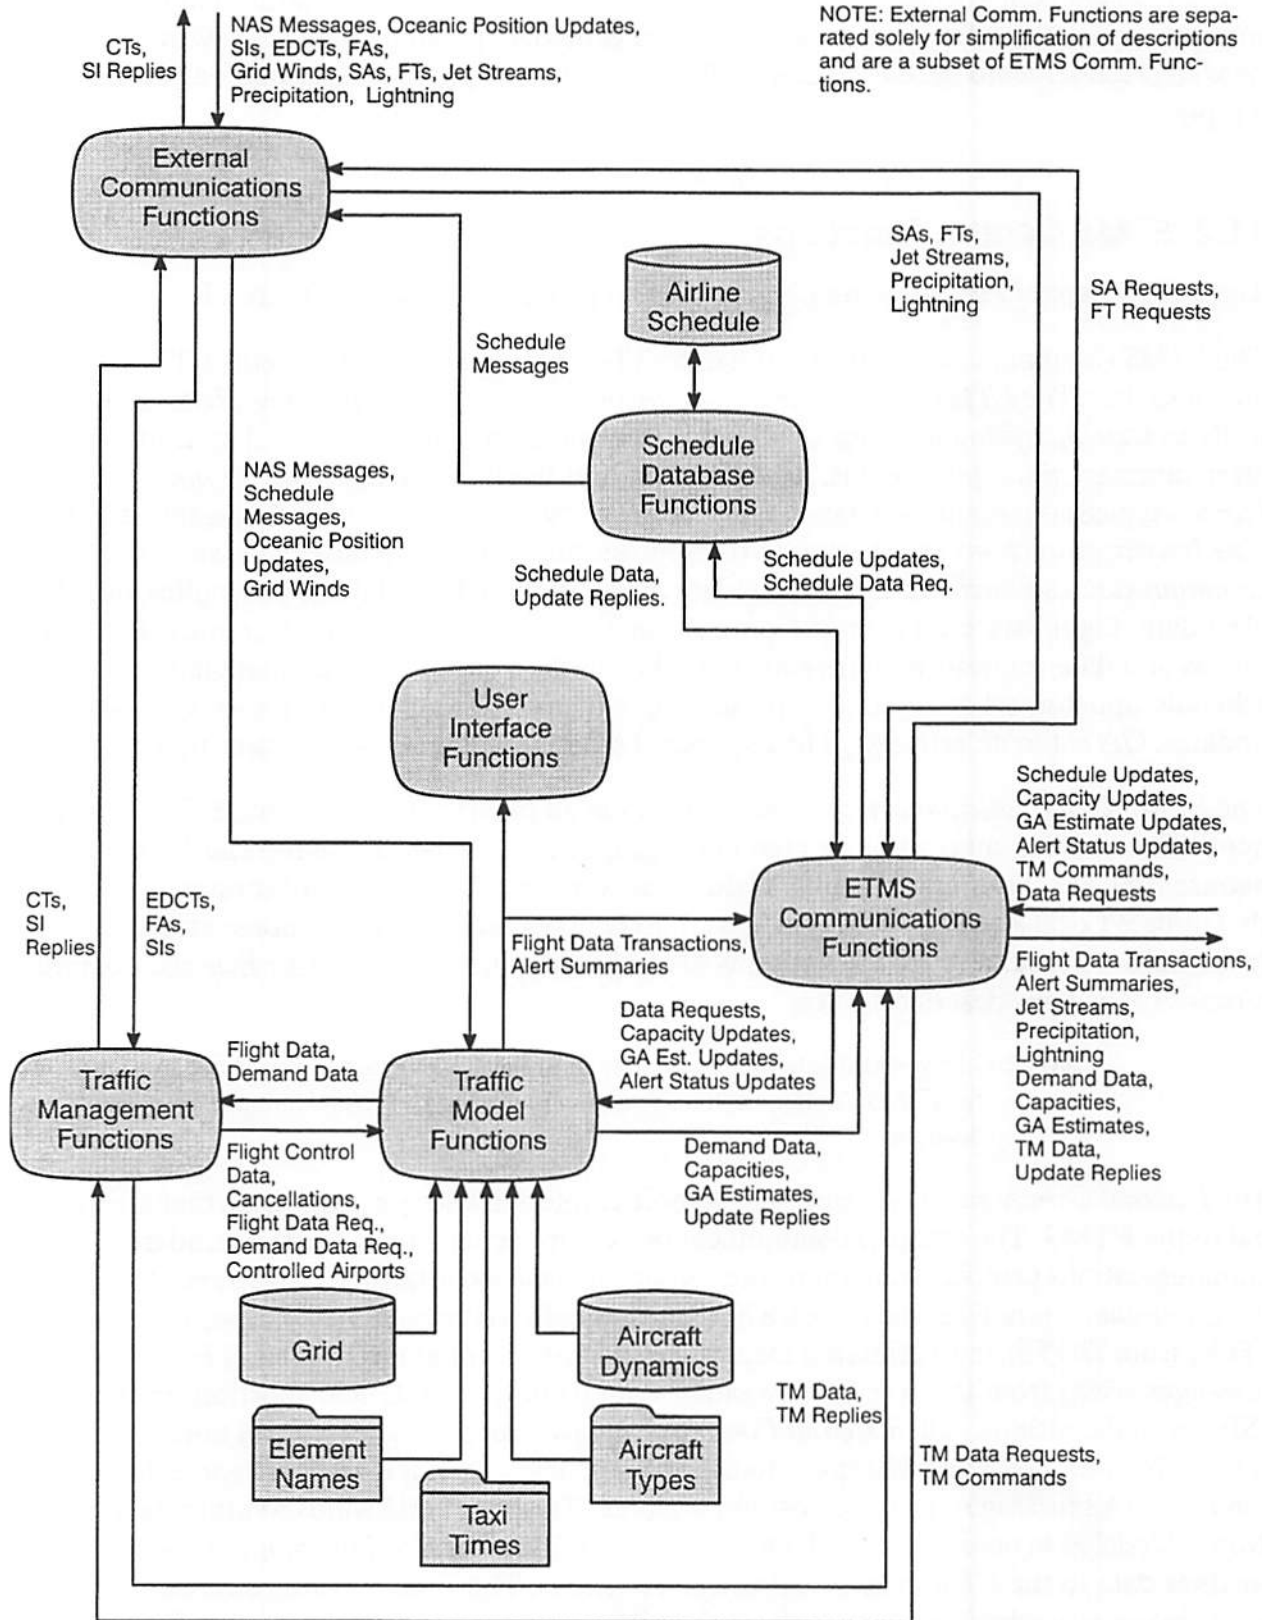 CTs,
SI Replies
NAS Messages, Oceanic Position Updates,
SIs, EDCTs, FAs,
Grid Winds, SAs, FTs, Jet Streams,
Precipitation, Lightning
NOTE: External Comm. Functions are sepa-
rated solely for simplification of descriptions
and are a subset of ETMS Comm. Func-
tions.
External
Communications
Functions
SAs, FTs,
Jet Streams,
Precipitation,
Lightning
SA Requests,
FT Requests
Airline
Schedule
Schedule
Messages
Schedule
Database
Functions
NAS Messages,
Schedule
Messages,
Oceanic Position
Updates,
Grid Winds
Schedule Data,
Update Replies.
Schedule Updates,
Schedule Data Req.
User
Interface
Functions
Schedule Updates,
Capacity Updates,
GA Estimate Updates,
Alert Status Updates,
TM Commands,
Data Requests
ETMS
Communications
Functions
CTs,
SI
Replies
EDCTs,
FAs,
SIs
Flight Data Transactions,
Alert Summaries
Flight Data Transactions,
Alert Summaries,
Jet Streams,
Precipitation,
Lightning
Demand Data,
Capacities,
GA Estimates,
TM Data,
Update Replies
Data Requests,
Capacity Updates,
GA Est. Updates,
Alert Status Updates
Flight Data,
Demand Data
Traffic
Management
Functions
Traffic
Model
Functions
Flight Control
Data,
Cancellations,
Flight Data Req.,
Demand Data Req.,
Controlled Airports
Demand Data,
Capacities,
GA Estimates,
Update Replies
Grid
Aircraft
Dynamics
Element
Names
Taxi
Times
Aircraft
Types
TM Data,
TM Replies
TM Data Requests,
TM Commands